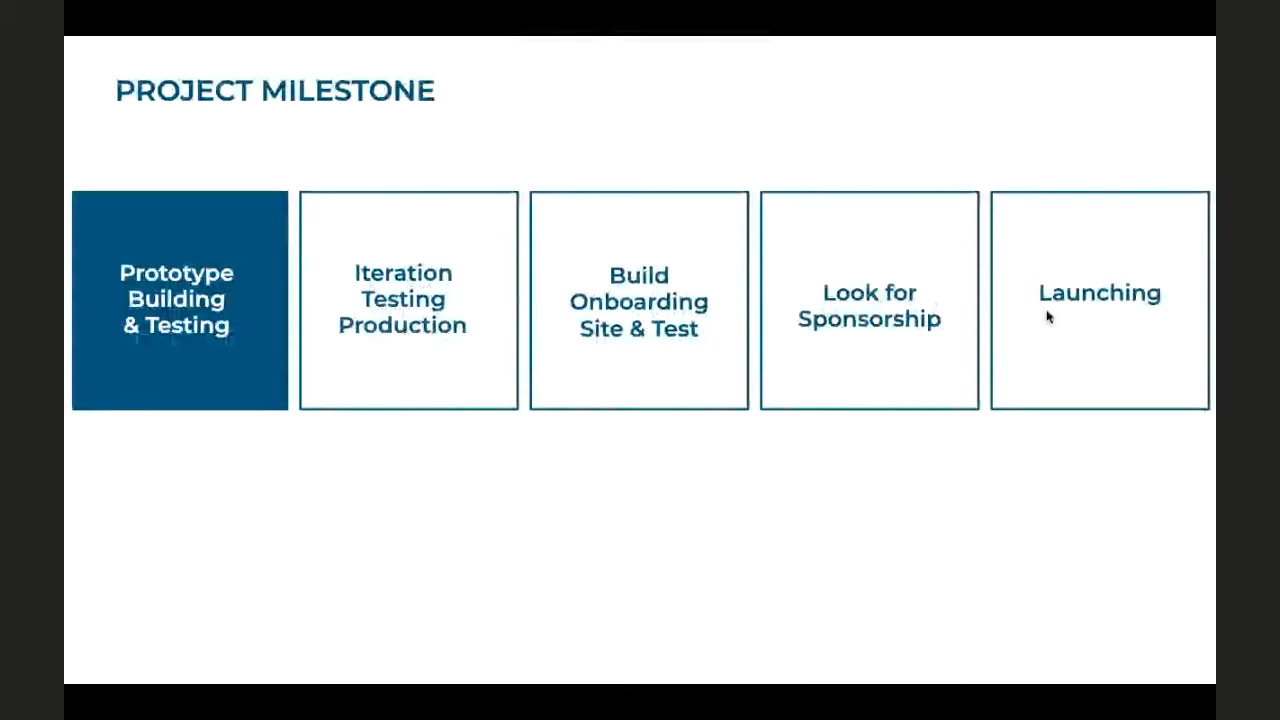 PROJECT MILESTONE
Prototype
Building
& Testing
Iteration
Testing
Production
Build
Onboarding
Site & Test
Look for
Sponsorship
Launching